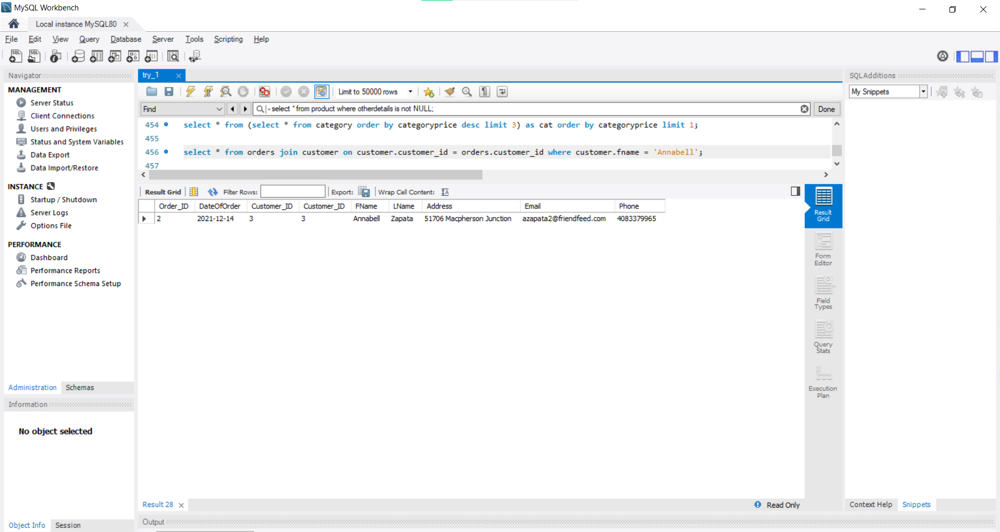 MySQL Workbench
Local instance MySQL80
File Edit View Query Database Server Tools Scripting Help
Navigator
MANAGEMENT
Server Status
Client Connections
Users and Privileges
Status and System Variables
Data Export
Data Import/Restore
INSTANCE
Startup / Shutdown
Server Logs
Options File
PERFORMANCE
Dashboard
Performance Reports
Performance Schema Setup
Administration Schemas
Information
No object selected
Object Info Session
try_1
Limit to 50000 rows
Find select * from product where otherdetails is not NULL; Done
454 select * from (select * from category order by categoryprice desc limit 3) as cat order by categoryprice limit 1;
455
456 select * from orders join customer on customer.customer_id = orders.customer_id where customer.fname = 'Annabell';
457
Result Grid Filter Rows: Export: Wrap Cell Content:
Order_ID DateOfOrder Customer_ID Customer_ID FName LName Address Email Phone
2 2021-12-14 3 3 Annabell Zapata 51706 Macpherson Junction azapata2@friendfeed.com 4083379965
Result
Grid
Form
Editor
Field
Types
Query
Stats
Execution
Plan
Result 28
Read Only
Output
SQLAdditions
My Snippets
Context Help Snippets